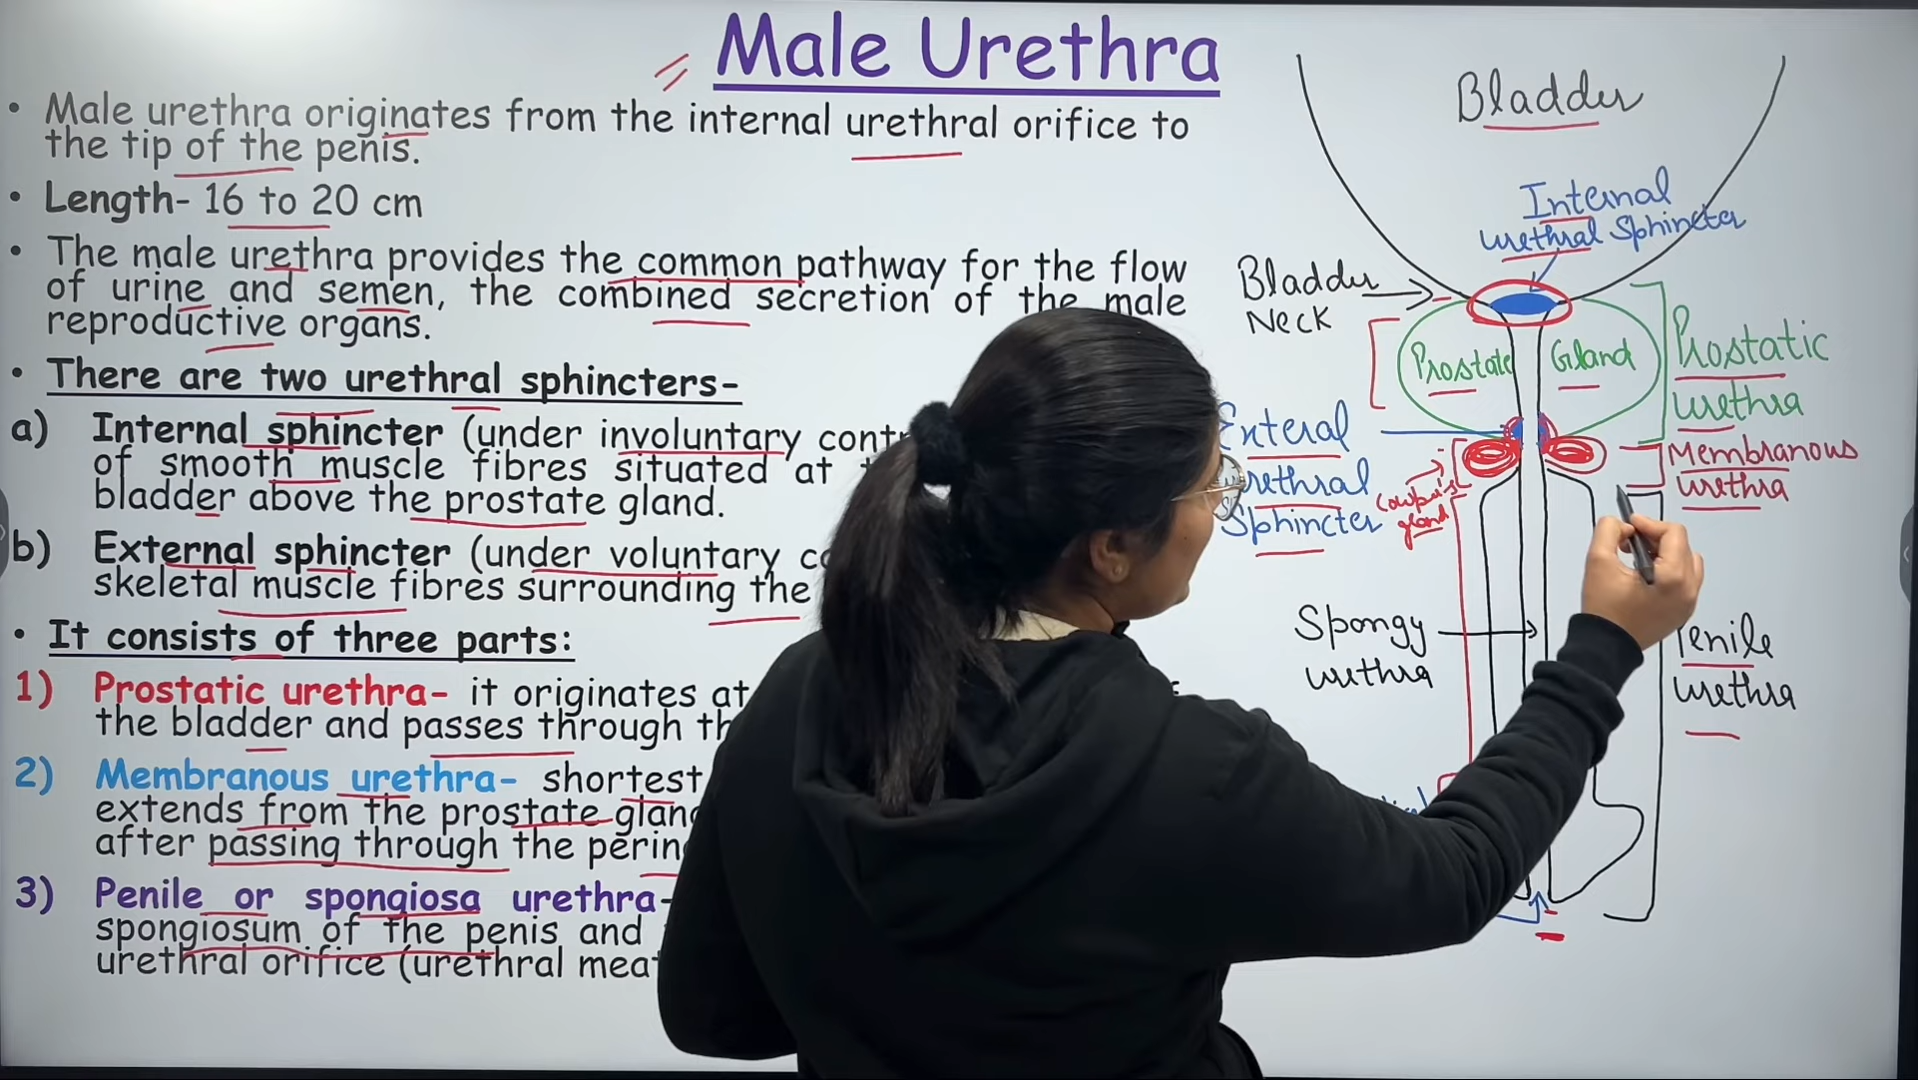 Male Urethra
• Male urethra originates from the internal urethral orifice to
the tip of the penis.
• Length- 16 to 20 cm
• The male urethra provides the common pathway for the flow
of urine and semen, the combined secretion of the male
reproductive organs.
• There are two urethral sphincters-
a) Internal sphincter (under involuntary
of smooth muscle fibres situated at
bladder above the prostate gland.
b) External sphincter (under voluntary
skeletal muscle fibres surrounding the
• It consists of three parts:
1) Prostatic urethra- it originates at
the bladder and passes through
2) Membranous urethra- shortest
extends from the prostate
after passing through the
3) Penile or spongiosa urethra-
spongiosum of the penis and
urethral orifice (urethral
Bladder
Internal
urethral Sphincter
Bladder
Neck
Prostate Gland
Prostatic
urethra
Exteral
urethral
Sphincter
Cowper's
gland
Membranous
urethra
Spongy
urethra
Penile
urethra